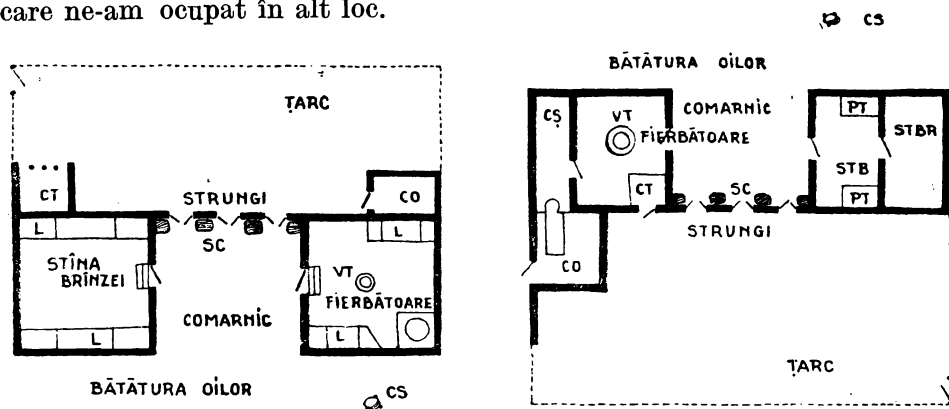 care ne-am ocupat în alt loc.
ȚARC
CT
STRUNGI
CO
L
SC
L
STÎNA
BRÎNZEI
VT
FIERBĂTOARE
COMARNIC
L
L
BĂTĂTURA OILOR
CS
CS
BĂTĂTURA OILOR
CȘ
VT
COMARNIC
PT
FIERBĂTOARE
STBR
STB
CT
SC
PT
STRUNGI
CO
ȚARC